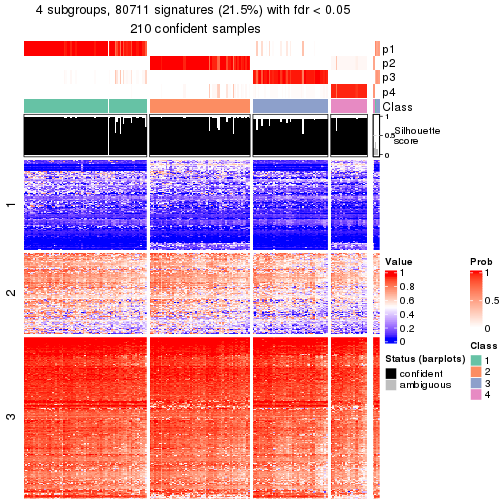 4 subgroups, 80711 signatures (21.5%) with fdr < 0.05
210 confident samples
p1
p2
p3
p4
Class
1
0.5
0
Silhouette
score
1
2
3
Value
1
0.8
0.6
0.4
0.2
0
Status (barplots)
confident
ambiguous
Prob
1
0.5
0
Class
1
2
3
4